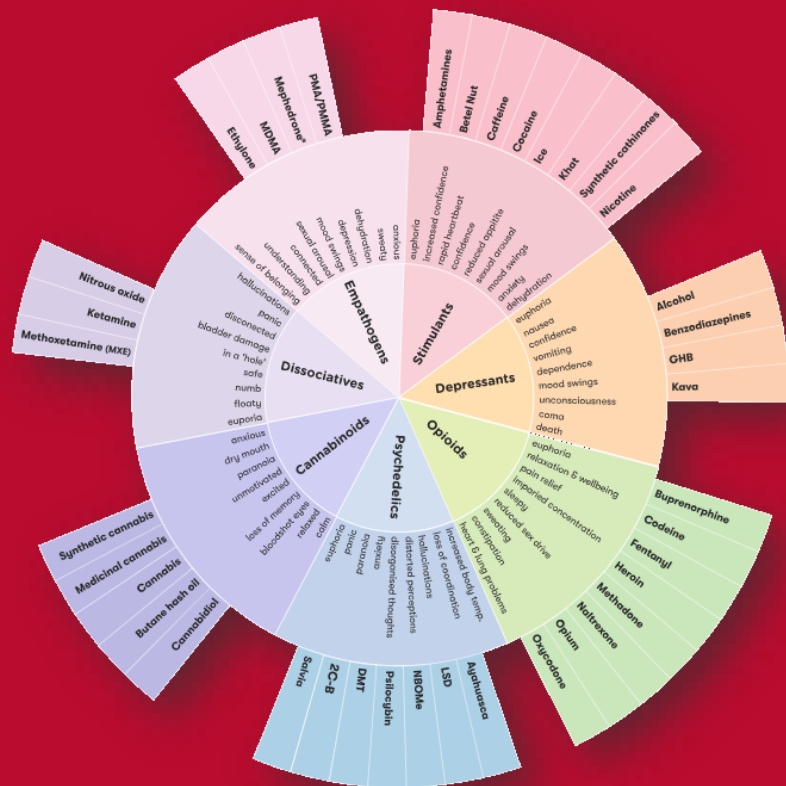 Stimulants
euphoria
increased confidence
rapid heartbeat
confidence
reduced appitite
sexual arousal
mood swings
anxiety
dehydration
Amphetamines
Betel Nut
Caffeine
Cocaine
Ice
Khat
Synthetic cathinones
Nicotine
Depressants
euphoria
nausea
confidence
vomiting
dependence
mood swings
unconsciousness
coma
death
Alcohol
Benzodiazepines
GHB
Kava
Opioids
euphoria
relaxation & wellbeing
pain relief
imparied concentration
sleepy
reduced sex drive
sweating
constipation
heart & lung problems
Buprenorphine
Codeine
Fentanyl
Heroin
Methadone
Naltrexone
Opium
Oxycodone
Psychedelics
increased body temp.
loss of coordination
hallucinations
distorted perceptions
disorganised thoughts
anxiety
paranoia
panic
euphoria
Ayahuasca
LSD
NBOMe
Psilocybin
DMT
2C-B
Salvia
Cannabinoids
calm
relaxed
bloodshot eyes
loss of memory
excited
unmotivated
paranoia
dry mouth
anxious
Cannabidiol
Butane hash oil
Cannabis
Medicinal cannabis
Synthetic cannabis
Dissociatives
euporia
floaty
numb
safe
in a 'hole'
bladder damage
disconected
panic
hallucinations
Methoxetamine (MXE)
Ketamine
Nitrous oxide
Empathogens
sense of belonging
understanding
connected
sexual arousal
mood swings
depression
dehydration
sweaty
anxious
Ethylone
MDMA
Mephedrone*
PMA/PMMA